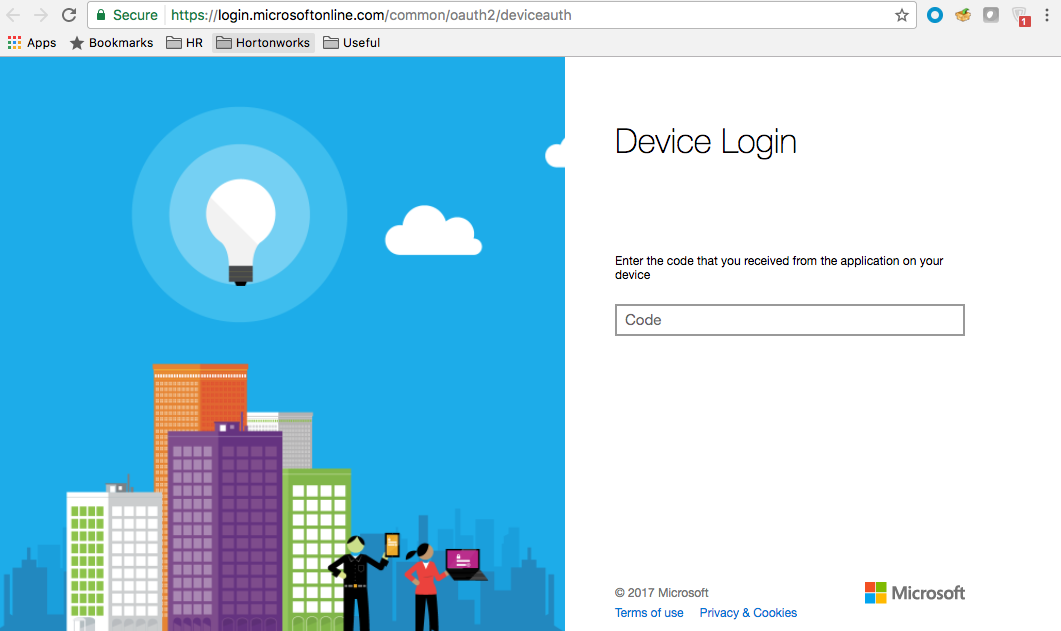 Secure https://login.microsoftonline.com/common/oauth2/deviceauth
1
Apps Bookmarks HR Hortonworks Useful
Device Login
Enter the code that you received from the application on your
device
Code
© 2017 Microsoft
Terms of use Privacy & Cookies
Microsoft